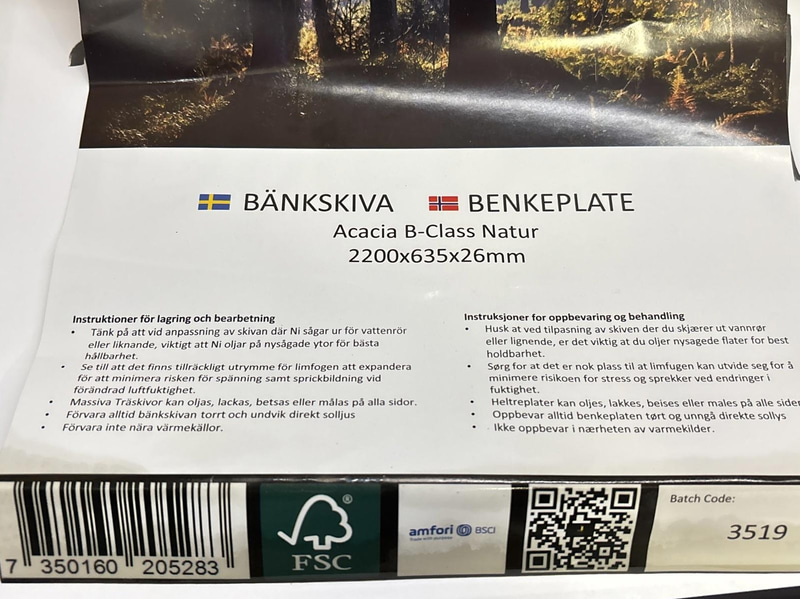 BÄNKSKIVA BENKEPLATE
Acacia B-Class Natur
2200x635x26mm
Instruktioner för lagring och bearbetning
• Tänk på att vid anpassning av skivan där Ni sågar ur för vattenrör
eller liknande, viktigt att Ni oljar på nysågade ytor för bästa
hållbarhet.
• Se till att det finns tillräckligt utrymme för limfogen att expandera
för att minimera risken för spänning samt sprickbildning vid
förändrad luftfuktighet.
• Massiva Träskivor kan oljas, lackas, betsas eller målas på alla sidor.
• Förvara alltid bänkskivan torrt och undvik direkt solljus
• Förvara inte nära värmekällor.
Instruksjoner for oppbevaring og behandling
• Husk at ved tilpasning av skiven der du skjærer ut vannrør
eller lignende, er det viktig at du oljer nysagede flater for best
holdbarhet.
• Sørg for at det er nok plass til at limfugen kan utvide seg for å
minimere risikoen for stress og sprekker ved endringer i
fuktighet.
• Heltreplater kan oljes, lakkes, beises eller males på alle sider
• Oppbevar alltid benkeplaten tørt og unngå direkte sollys
• Ikke oppbevar i nærheten av varmekilder.
7 350160 205283
FSC ®
amfori BSCI
Trade with purpose
Batch Code:
3519